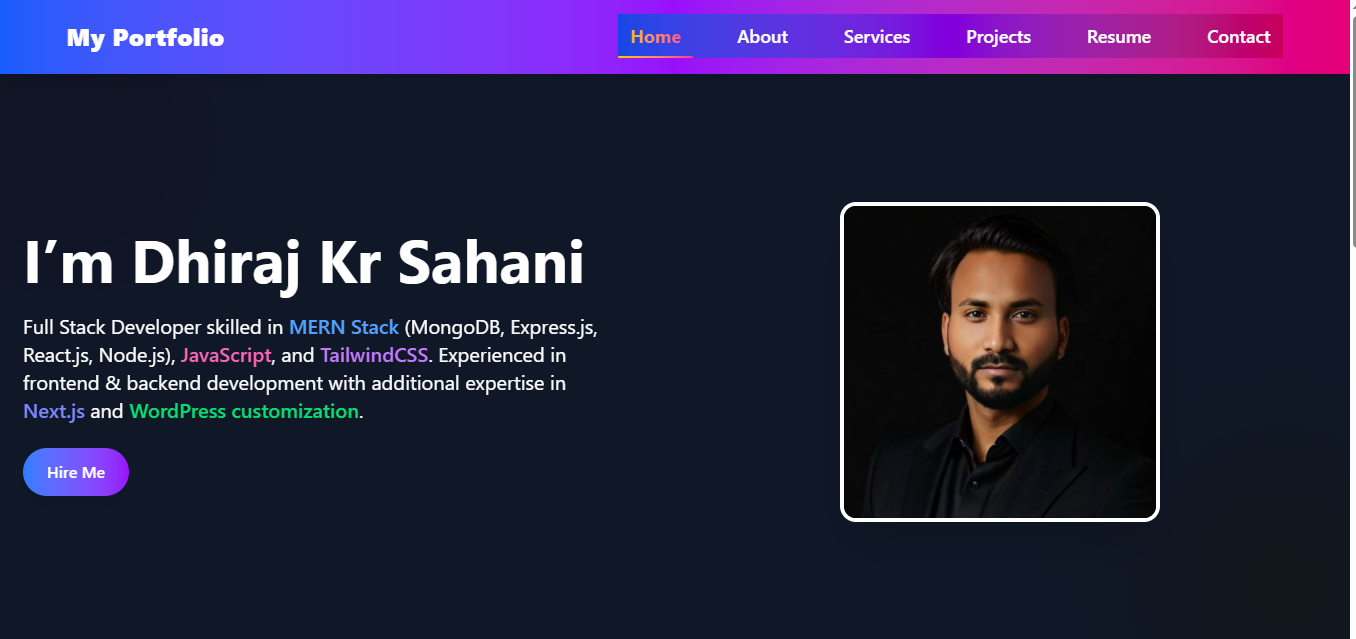 My Portfolio
Home About Services Projects Resume Contact
I’m Dhiraj Kr Sahani
Full Stack Developer skilled in MERN Stack (MongoDB, Express.js,
React.js, Node.js), JavaScript, and TailwindCSS. Experienced in
frontend & backend development with additional expertise in
Next.js and WordPress customization.
Hire Me